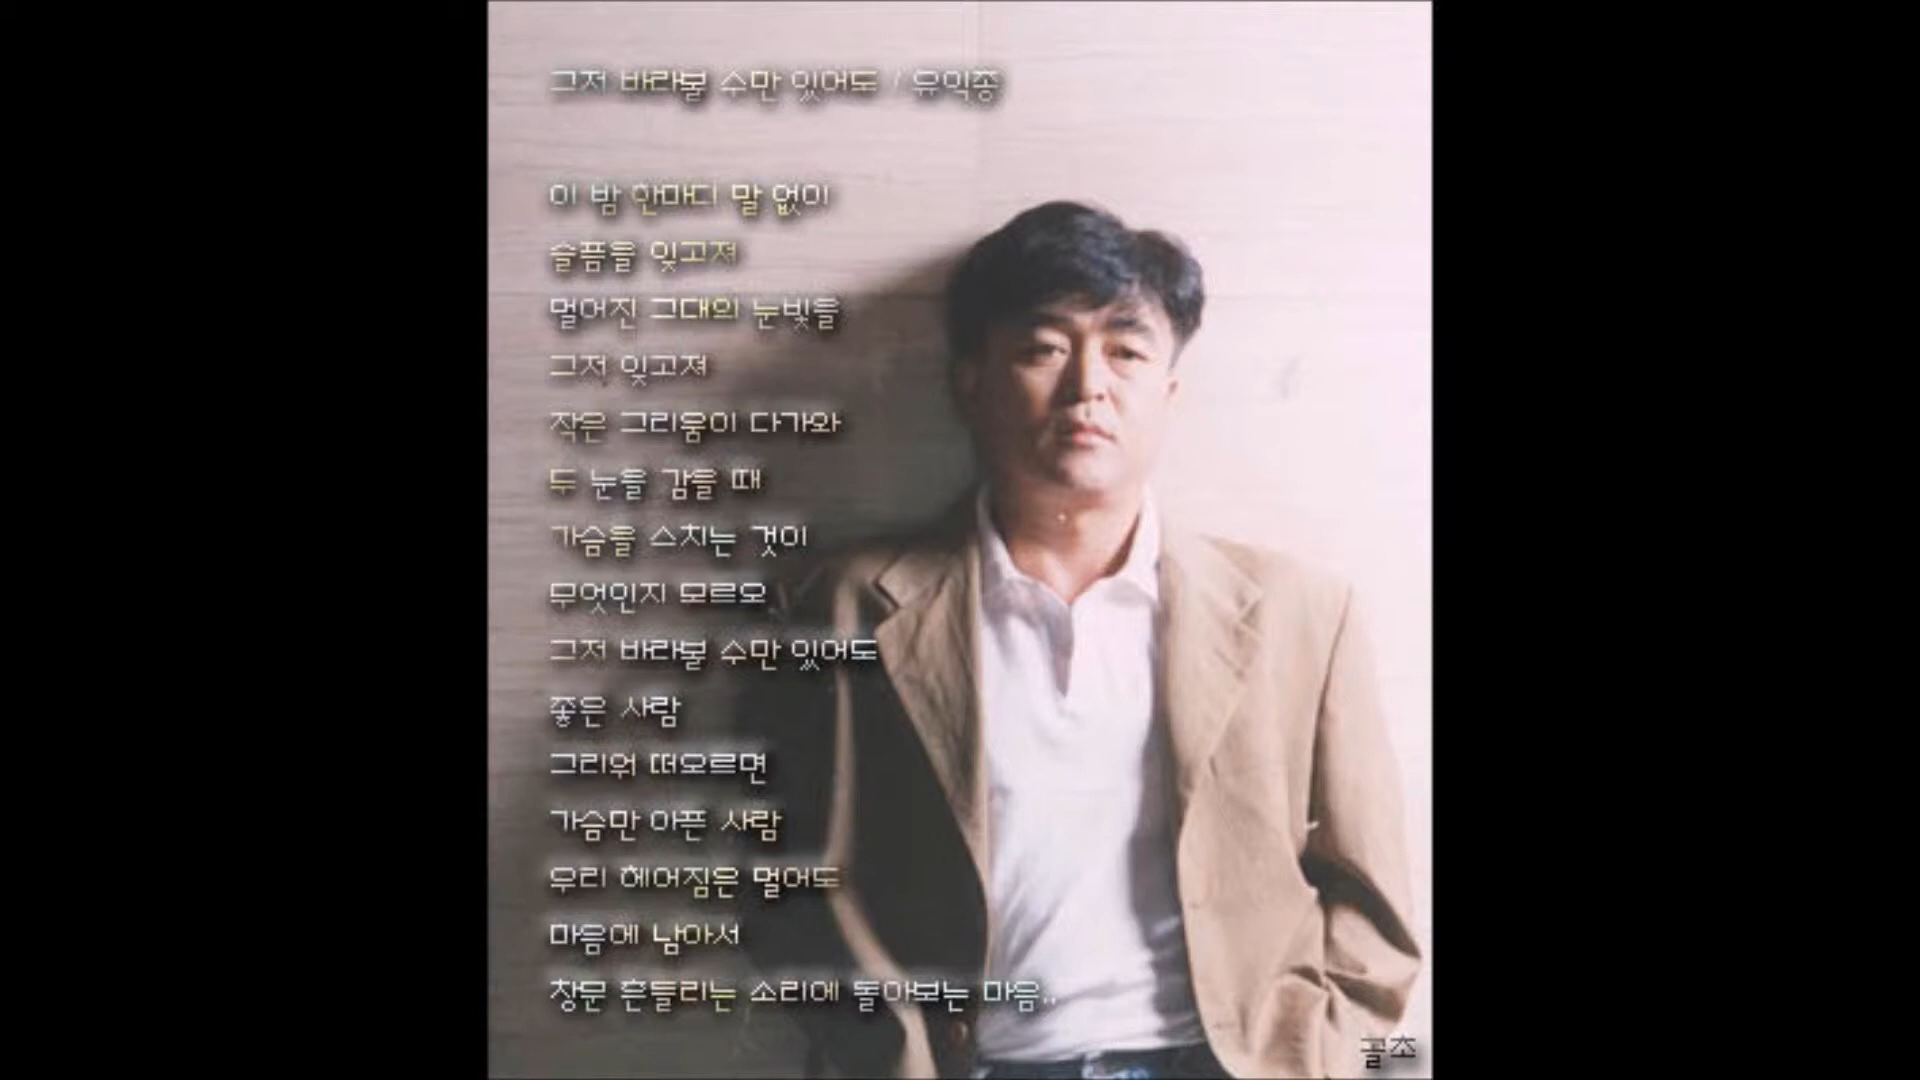 그저 바라볼 수만 있어도 / 유익종
이 밤 한마디 말 없이
슬픔을 잊고져
멀어진 그대의 눈빛을
그저 잊고져
작은 그리움이 다가와
두 눈을 감을 때
가슴을 스치는 것이
무엇인지 모르오
그저 바라볼 수만 있어도
좋은 사람
그리워 떠오르면
가슴만 아픈 사람
우리 헤어짐은 멀어도
마음에 남아서
창문 흔들리는 소리에 돌아보는 마음..
골초